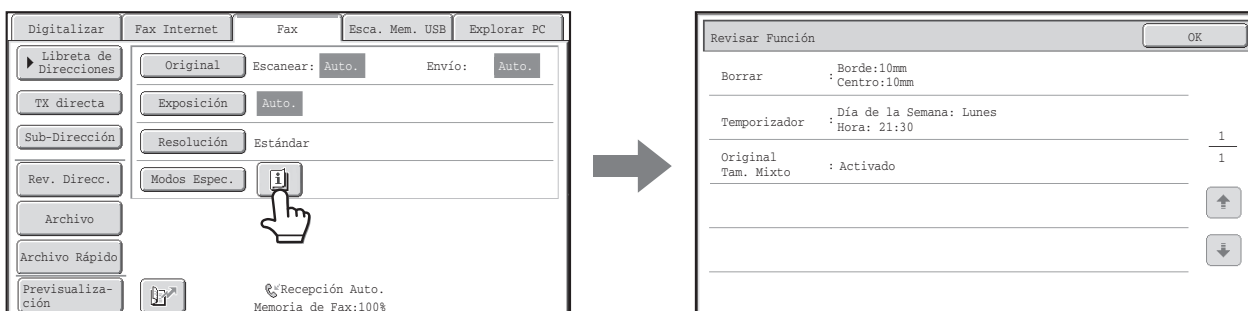 Digitalizar
Fax Internet
Fax
Esca. Mem. USB
Explorar PC
Libreta de
Direcciones
Original
Escanear: Auto.
Envío: Auto.
TX directa
Exposición
Auto.
Sub-Dirección
Resolución
Estándar
Rev. Direcc.
Modos Espec.
Archivo
Archivo Rápido
Previsualiza-
ción
Recepción Auto.
Memoria de Fax:100%
Revisar Función
OK
Borrar
: Borde:10mm
Centro:10mm
Temporizador
: Día de la Semana: Lunes
Hora: 21:30
Original
Tam. Mixto
: Activado
1
1